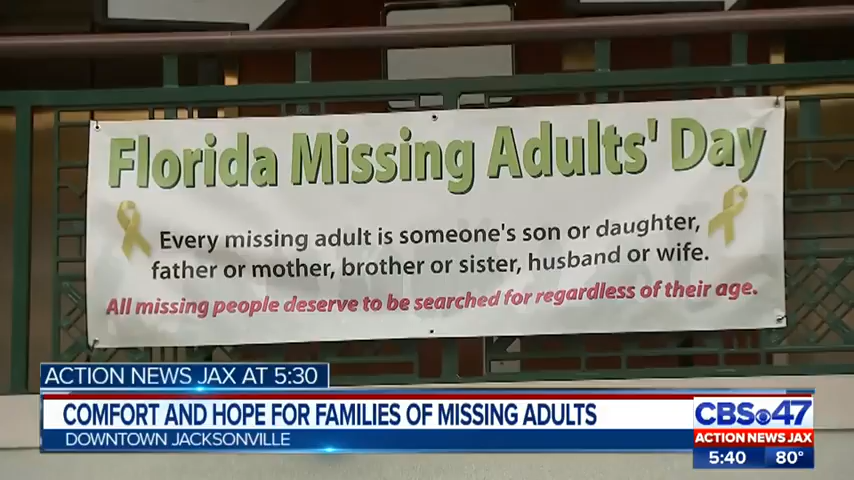 Florida Missing Adults' Day
Every missing adult is someone's son or daughter,
father or mother, brother or sister, husband or wife.
All missing people deserve to be searched for regardless of their age.
ACTION NEWS JAX AT 5:30
COMFORT AND HOPE FOR FAMILIES OF MISSING ADULTS
DOWNTOWN JACKSONVILLE
CBS 47
ACTION NEWS JAX
5:40 80°